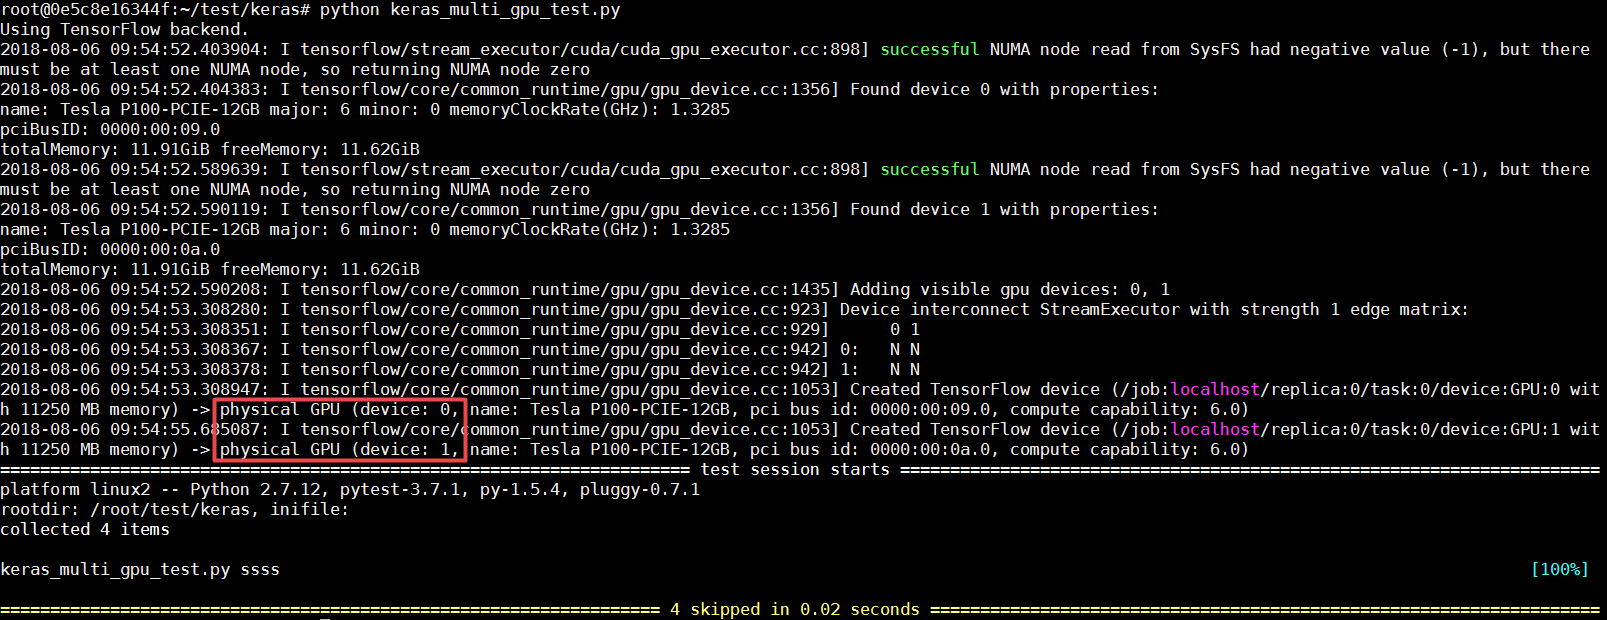 root@0e5c8e16344f:~/test/keras# python keras_multi_gpu_test.py
Using TensorFlow backend.
2018-08-06 09:54:52.403904: I tensorflow/stream_executor/cuda/cuda_gpu_executor.cc:898] successful NUMA node read from SysFS had negative value (-1), but there
must be at least one NUMA node, so returning NUMA node zero
2018-08-06 09:54:52.404383: I tensorflow/core/common_runtime/gpu/gpu_device.cc:1356] Found device 0 with properties:
name: Tesla P100-PCIE-12GB major: 6 minor: 0 memoryClockRate(GHz): 1.3285
pciBusID: 0000:00:09.0
totalMemory: 11.91GiB freeMemory: 11.62GiB
2018-08-06 09:54:52.589639: I tensorflow/stream_executor/cuda/cuda_gpu_executor.cc:898] successful NUMA node read from SysFS had negative value (-1), but there
must be at least one NUMA node, so returning NUMA node zero
2018-08-06 09:54:52.590119: I tensorflow/core/common_runtime/gpu/gpu_device.cc:1356] Found device 1 with properties:
name: Tesla P100-PCIE-12GB major: 6 minor: 0 memoryClockRate(GHz): 1.3285
pciBusID: 0000:00:0a.0
totalMemory: 11.91GiB freeMemory: 11.62GiB
2018-08-06 09:54:52.590208: I tensorflow/core/common_runtime/gpu/gpu_device.cc:1435] Adding visible gpu devices: 0, 1
2018-08-06 09:54:53.308280: I tensorflow/core/common_runtime/gpu/gpu_device.cc:923] Device interconnect StreamExecutor with strength 1 edge matrix:
2018-08-06 09:54:53.308351: I tensorflow/core/common_runtime/gpu/gpu_device.cc:929]      0 1
2018-08-06 09:54:53.308367: I tensorflow/core/common_runtime/gpu/gpu_device.cc:942] 0:   N N
2018-08-06 09:54:53.308378: I tensorflow/core/common_runtime/gpu/gpu_device.cc:942] 1:   N N
2018-08-06 09:54:53.308947: I tensorflow/core/common_runtime/gpu/gpu_device.cc:1053] Created TensorFlow device (/job:localhost/replica:0/task:0/device:GPU:0 wit
h 11250 MB memory) -> physical GPU (device: 0, name: Tesla P100-PCIE-12GB, pci bus id: 0000:00:09.0, compute capability: 6.0)
2018-08-06 09:54:55.685087: I tensorflow/core/common_runtime/gpu/gpu_device.cc:1053] Created TensorFlow device (/job:localhost/replica:0/task:0/device:GPU:1 wit
h 11250 MB memory) -> physical GPU (device: 1, name: Tesla P100-PCIE-12GB, pci bus id: 0000:00:0a.0, compute capability: 6.0)
===================================================================== test session starts ======================================================================
platform linux2 -- Python 2.7.12, pytest-3.7.1, py-1.5.4, pluggy-0.7.1
rootdir: /root/test/keras, inifile:
collected 4 items
keras_multi_gpu_test.py ssss [100%]
================================================================== 4 skipped in 0.02 seconds ===================================================================